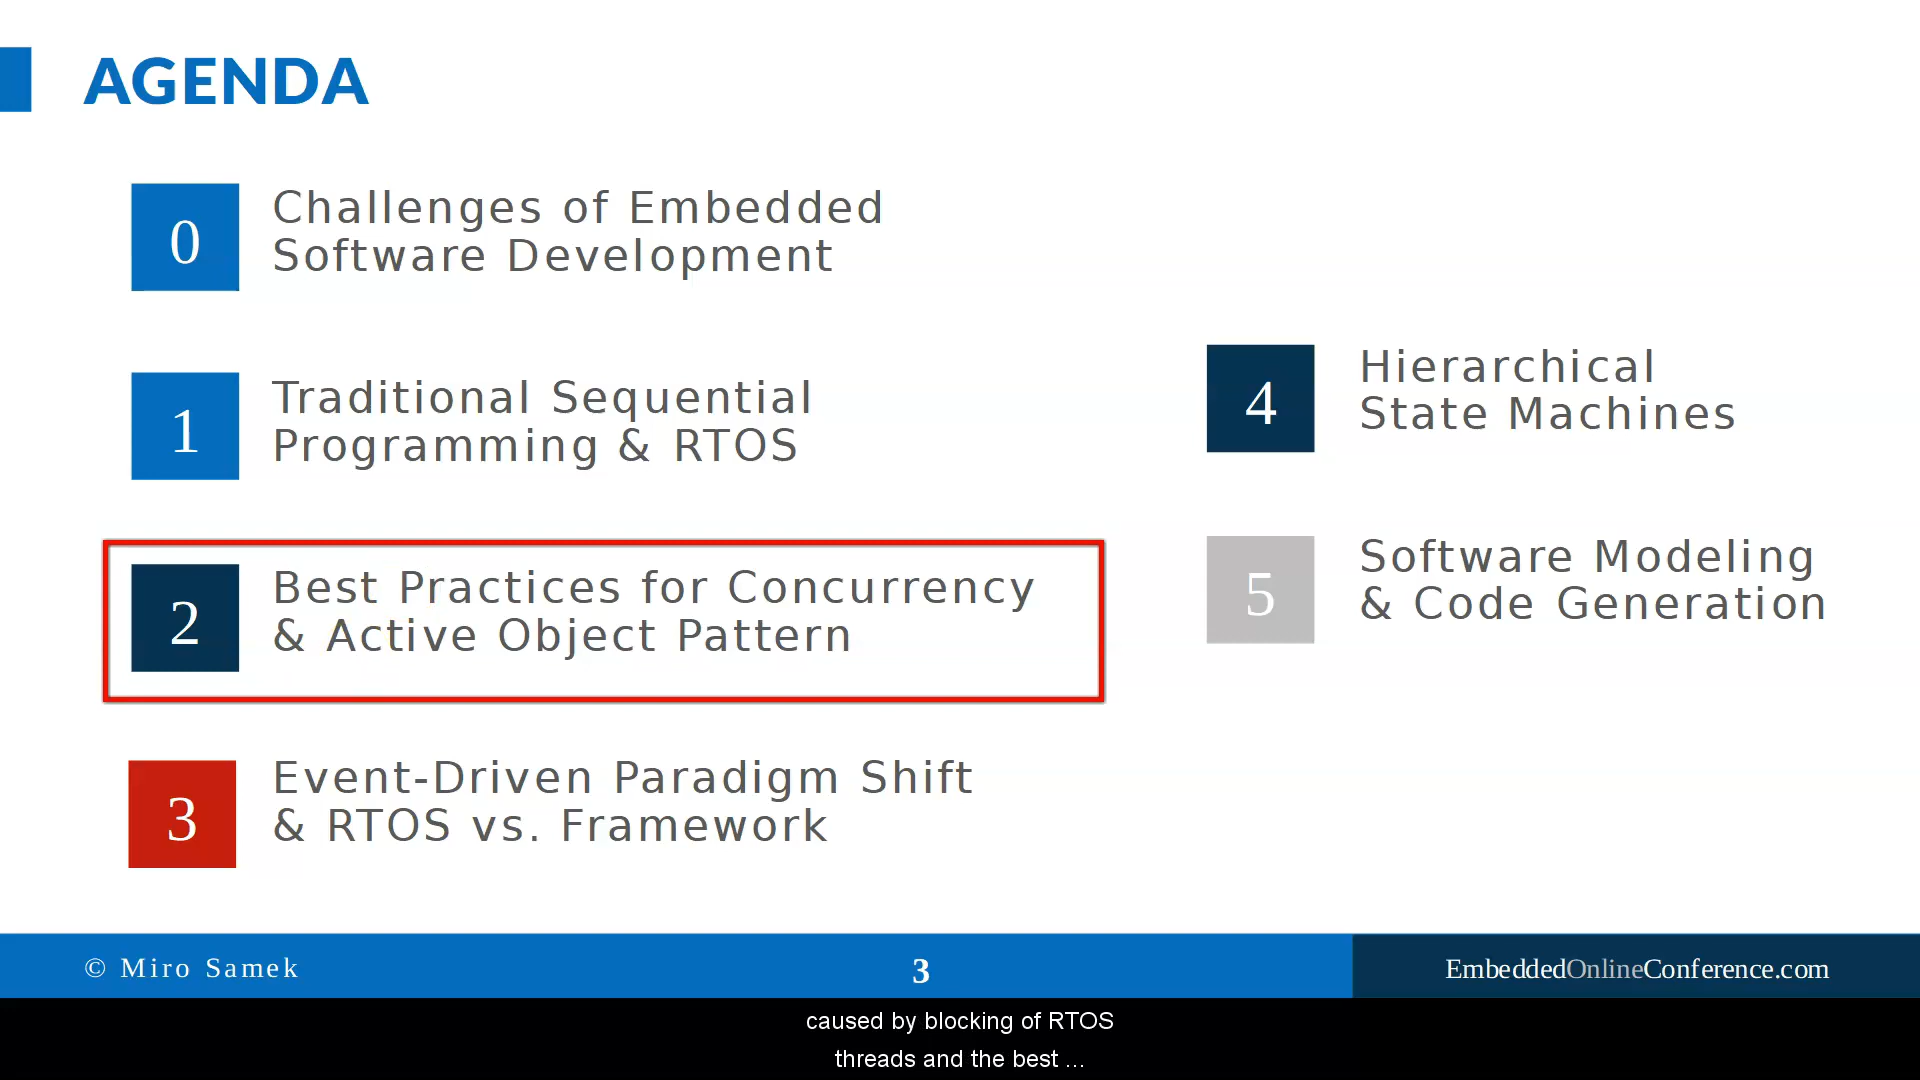 AGENDA
0
Challenges of Embedded
Software Development
1
Traditional Sequential
Programming & RTOS
2
Best Practices for Concurrency
& Active Object Pattern
3
Event-Driven Paradigm Shift
& RTOS vs. Framework
4
Hierarchical
State Machines
5
Software Modeling
& Code Generation
© Miro Samek
3
EmbeddedOnlineConference.com
caused by blocking of RTOS
threads and the best ...